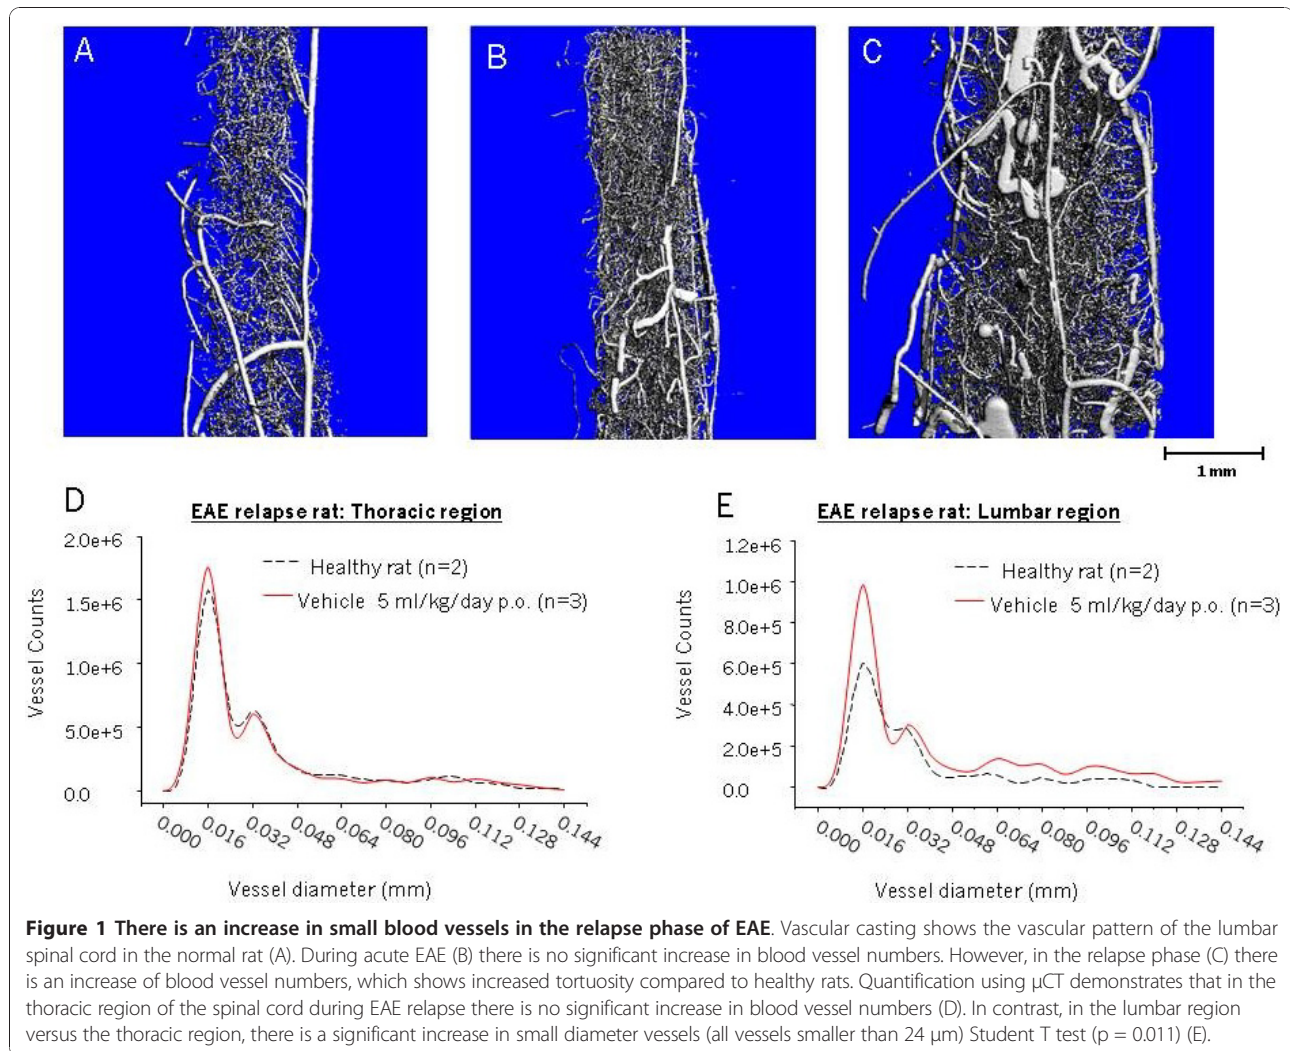 A
B
C
1 mm
D
EAE relapse rat: Thoracic region
2.0e+6
1.5e+6
1.0e+6
5.0e+5
0.0
Vessel Counts
Healthy rat (n=2)
Vehicle 5 ml/kg/day p.o. (n=3)
0.000
0.016
0.032
0.048
0.064
0.080
0.096
0.112
0.128
0.144
Vessel diameter (mm)
E
EAE relapse rat: Lumbar region
1.2e+6
1.0e+6
8.0e+5
6.0e+5
4.0e+5
2.0e+5
0.0
Vessel Counts
Healthy rat (n=2)
Vehicle 5 ml/kg/day p.o. (n=3)
0.000
0.016
0.032
0.048
0.064
0.080
0.096
0.112
0.128
0.144
Vessel diameter (mm)
Figure 1 There is an increase in small blood vessels in the relapse phase of EAE. Vascular casting shows the vascular pattern of the lumbar
spinal cord in the normal rat (A). During acute EAE (B) there is no significant increase in blood vessel numbers. However, in the relapse phase (C) there
is an increase of blood vessel numbers, which shows increased tortuosity compared to healthy rats. Quantification using μCT demonstrates that in the
thoracic region of the spinal cord during EAE relapse there is no significant increase in blood vessel numbers (D). In contrast, in the lumbar region
versus the thoracic region, there is a significant increase in small diameter vessels (all vessels smaller than 24 μm) Student T test (p = 0.011) (E).